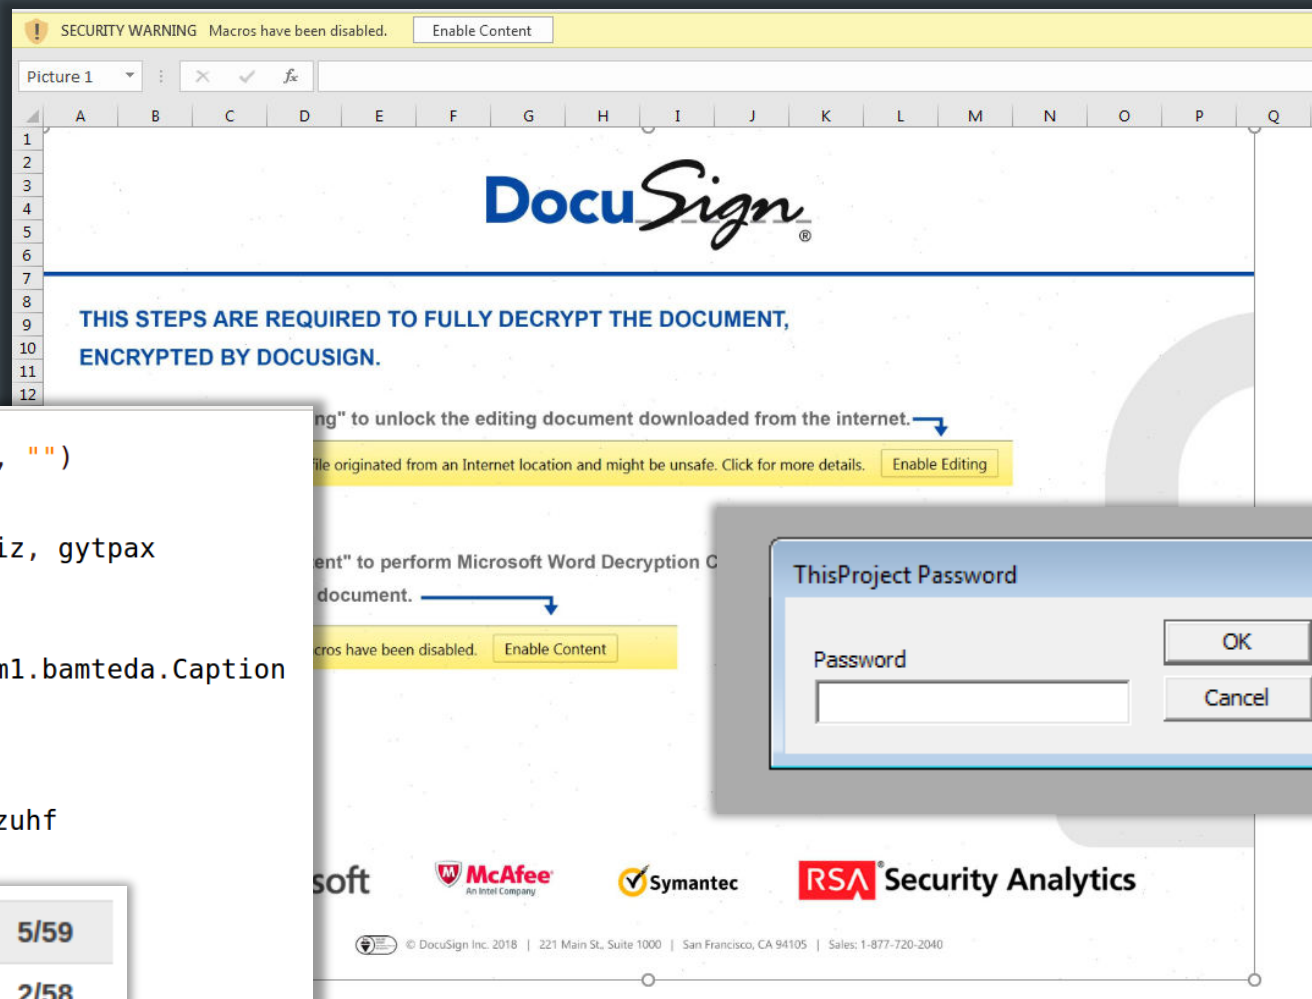 SECURITY WARNING Macros have been disabled. Enable Content
Picture 1 fx
A B C D E F G H I J K L M N O P Q
1
2
3
4
5
6
7
8
9
10
11
12
DocuSign®
THIS STEPS ARE REQUIRED TO FULLY DECRYPT THE DOCUMENT,
ENCRYPTED BY DOCUSIGN.
ng" to unlock the editing document downloaded from the internet.
file originated from an Internet location and might be unsafe. Click for more details. Enable Editing
ent" to perform Microsoft Word Decryption C
document.
cros have been disabled. Enable Content
, "")
iz, gytpax
m1.bamteda.Caption
zuhf
5/59
2/58
ThisProject Password
Password
OK
Cancel
soft
McAfee
An Intel Company
Symantec
RSA Security Analytics
© DocuSign Inc. 2018 | 221 Main St., Suite 1000 | San Francisco, CA 94105 | Sales: 1-877-720-2040